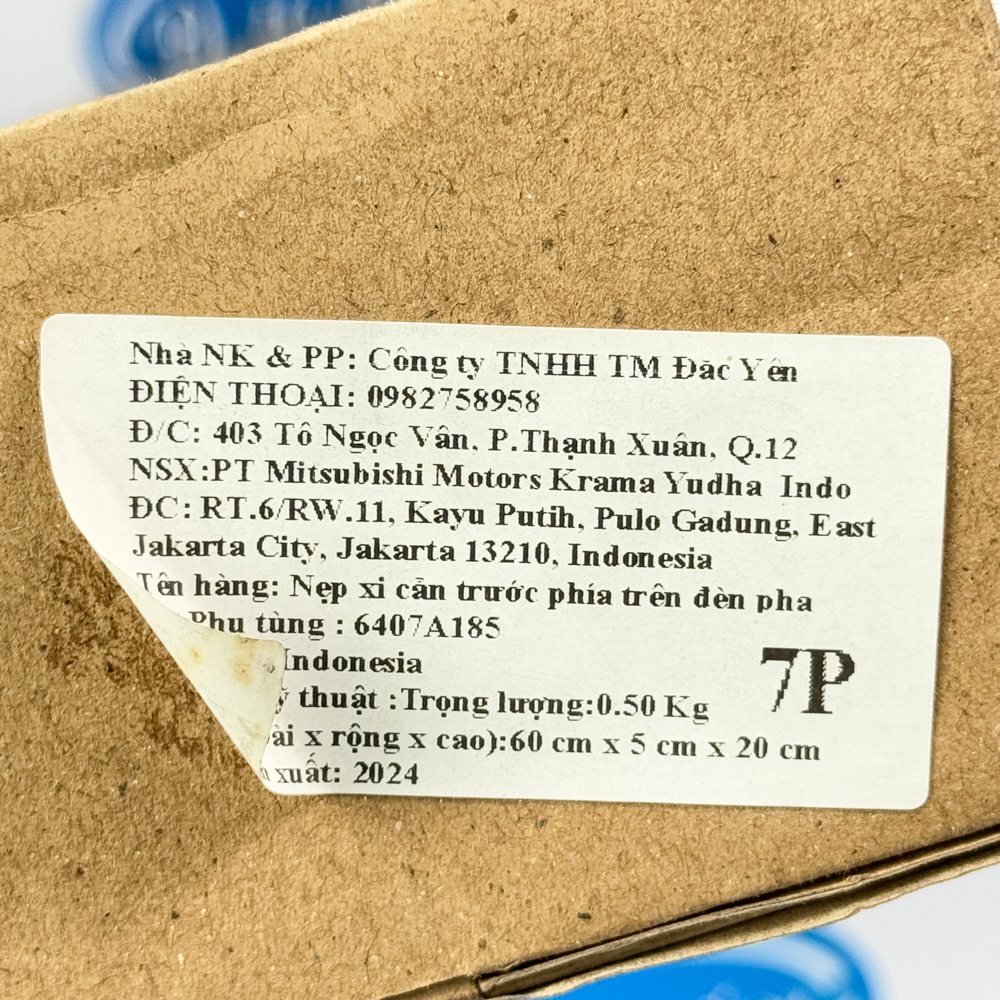 Nhà NK & PP: Công ty TNHH TM Đắc Yên
ĐIỆN THOẠI: 0982758958
Đ/C: 403 Tô Ngọc Vân, P.Thạnh Xuân, Q.12
NSX:PT Mitsubishi Motors Krama Yudha Indo
ĐC: RT.6/RW.11, Kayu Putih, Pulo Gadung, East
Jakarta City, Jakarta 13210, Indonesia
Tên hàng: Nẹp xi cản trước phía trên đèn pha
Phụ tùng : 6407A185
Indonesia
thuật :Trọng lượng:0.50 Kg
7P
x rộng x cao):60 cm x 5 cm x 20 cm
xuất: 2024